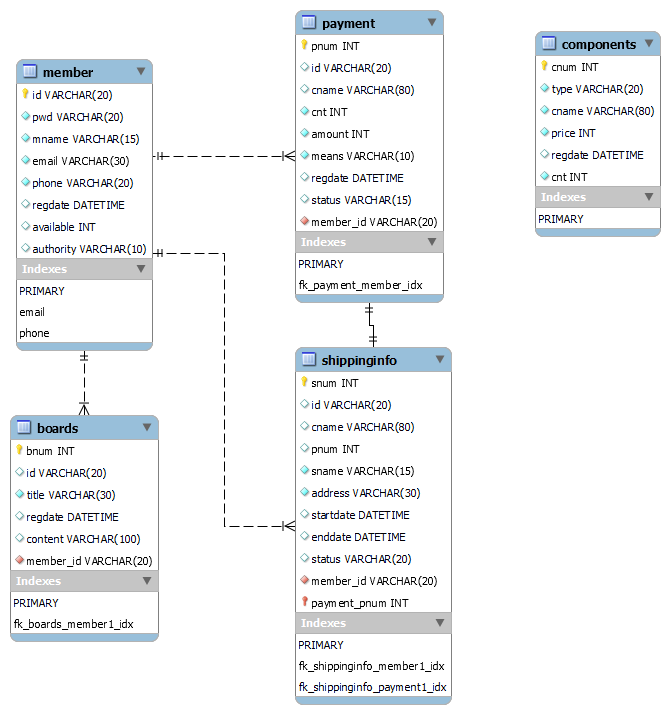 member
id VARCHAR(20)
pwd VARCHAR(20)
mname VARCHAR(15)
email VARCHAR(30)
phone VARCHAR(20)
regdate DATETIME
available INT
authority VARCHAR(10)
Indexes
PRIMARY
email
phone
payment
pnum INT
id VARCHAR(20)
cname VARCHAR(80)
cnt INT
amount INT
means VARCHAR(10)
regdate DATETIME
status VARCHAR(15)
member_id VARCHAR(20)
Indexes
PRIMARY
fk_payment_member_idx
components
cnum INT
type VARCHAR(20)
cname VARCHAR(80)
price INT
regdate DATETIME
cnt INT
Indexes
PRIMARY
boards
bnum INT
id VARCHAR(20)
title VARCHAR(30)
regdate DATETIME
content VARCHAR(100)
member_id VARCHAR(20)
Indexes
PRIMARY
fk_boards_member1_idx
shippinginfo
snum INT
id VARCHAR(20)
cname VARCHAR(80)
pnum INT
sname VARCHAR(15)
address VARCHAR(30)
startdate DATETIME
enddate DATETIME
status VARCHAR(20)
member_id VARCHAR(20)
payment_pnum INT
Indexes
PRIMARY
fk_shippinginfo_member1_idx
fk_shippinginfo_payment1_idx